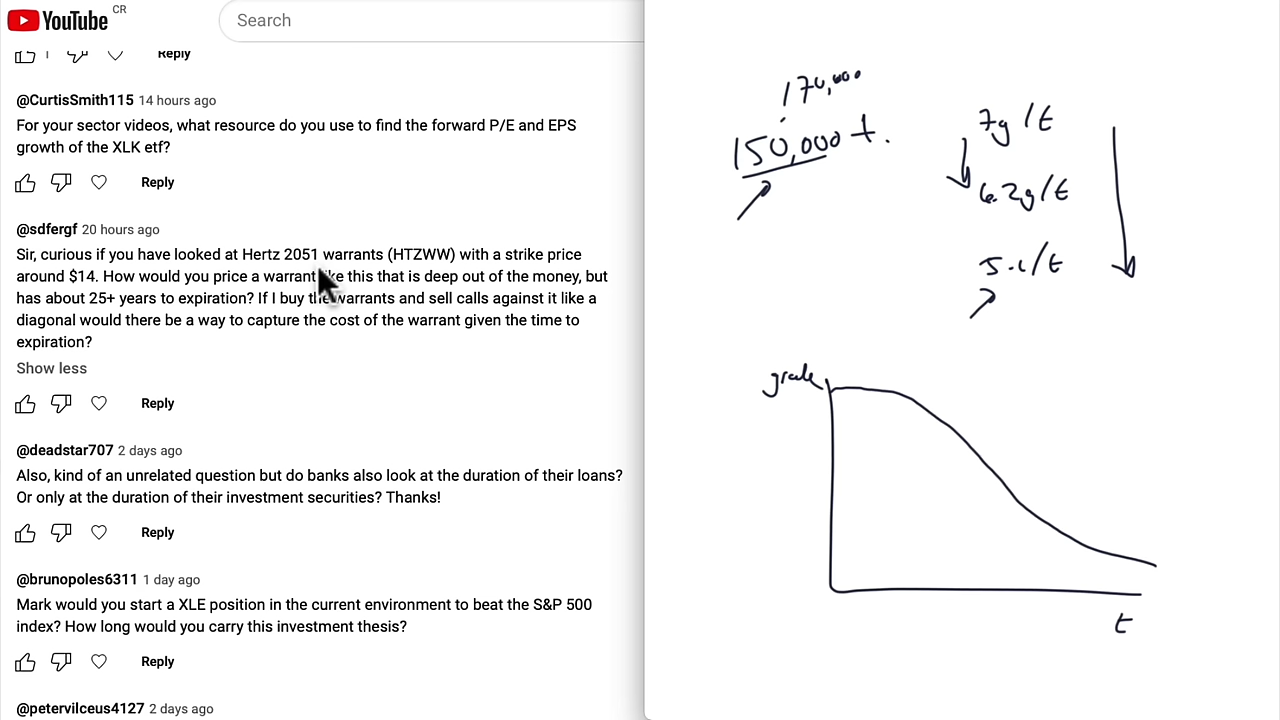 YouTube CR
Search
Reply
@CurtisSmith115 14 hours ago
For your sector videos, what resource do you use to find the forward P/E and EPS
growth of the XLK etf?
Reply
@sdfergf 20 hours ago
Sir, curious if you have looked at Hertz 2051 warrants (HTZWW) with a strike price
around $14. How would you price a warrant like this that is deep out of the money, but
has about 25+ years to expiration? If I buy the warrants and sell calls against it like a
diagonal would there be a way to capture the cost of the warrant given the time to
expiration?
Show less
Reply
@deadstar707 2 days ago
Also, kind of an unrelated question but do banks also look at the duration of their loans?
Or only at the duration of their investment securities? Thanks!
Reply
@brunopoles6311 1 day ago
Mark would you start a XLE position in the current environment to beat the S&P 500
index? How long would you carry this investment thesis?
Reply
@petervilceus4127 2 days ago
170,000
150,000 t.
7g/t
6.2g/t
grade
t